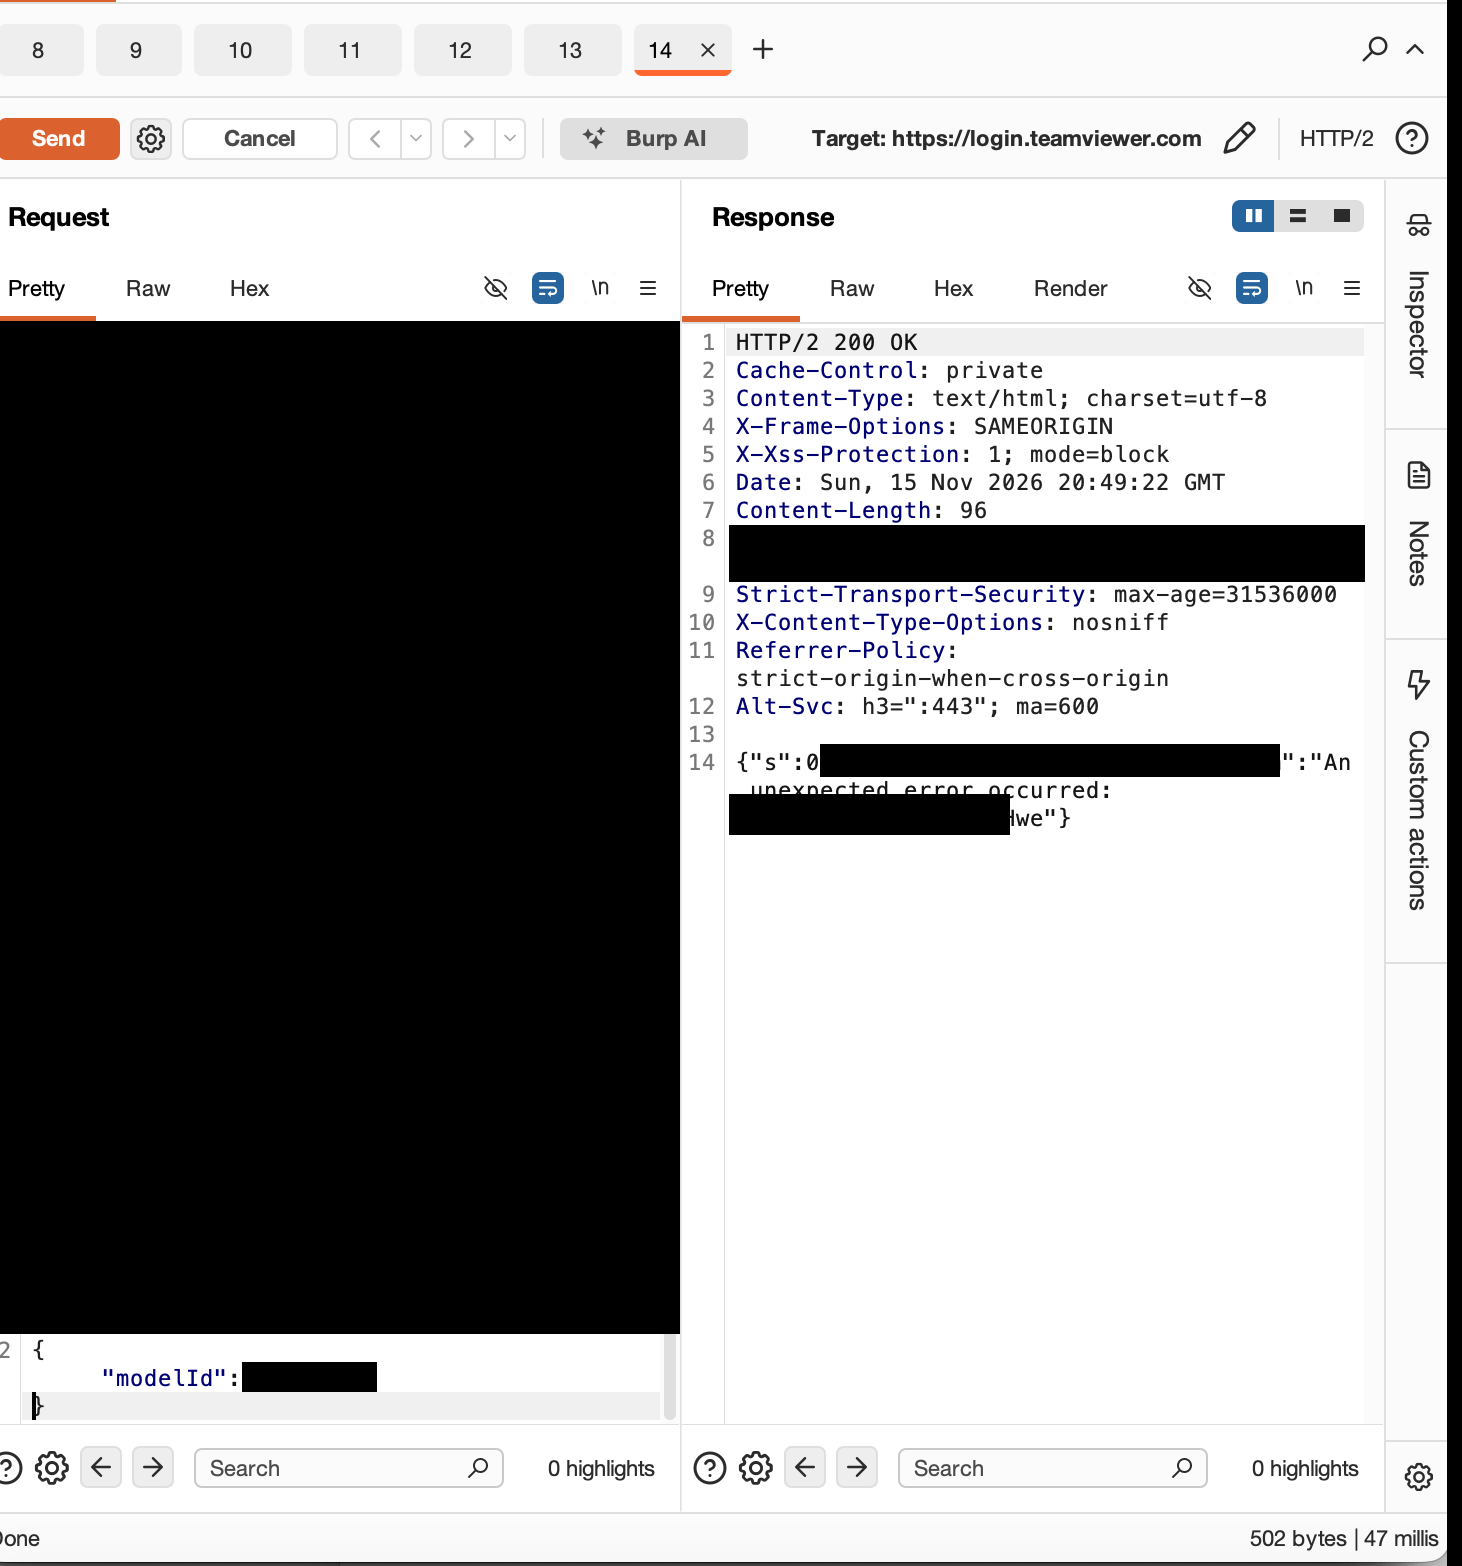 8 9 10 11 12 13 14
Send Cancel Burp AI Target: https://login.teamviewer.com HTTP/2
Request
Pretty Raw Hex \n
2 {
"modelId":
}
Search 0 highlights
Response
Pretty Raw Hex Render \n
1 HTTP/2 200 OK
2 Cache-Control: private
3 Content-Type: text/html; charset=utf-8
4 X-Frame-Options: SAMEORIGIN
5 X-Xss-Protection: 1; mode=block
6 Date: Sun, 15 Nov 2026 20:49:22 GMT
7 Content-Length: 96
8
9 Strict-Transport-Security: max-age=31536000
10 X-Content-Type-Options: nosniff
11 Referrer-Policy:
strict-origin-when-cross-origin
12 Alt-Svc: h3=":443"; ma=600
13
14 {"s":0 ":"An
unexpected error occurred:
we"}
Search 0 highlights
Inspector
Notes
Custom actions
Done
502 bytes | 47 millis